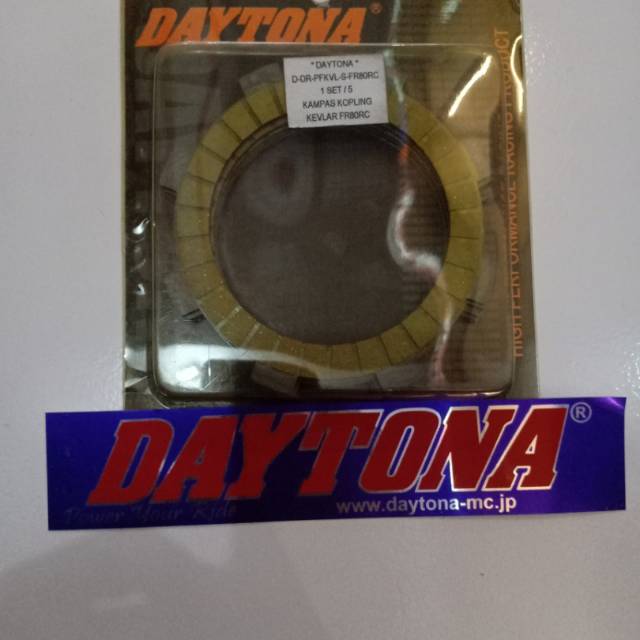 DAYTONA®
" DAYTONA "
D-DR-PFKVL-S-FR80RC
1 SET / 5
KAMPAS KOPLING
KEVLAR FR80RC
HIGH PERFORMANCE RACING PRODUCT
DAYTONA®
Power Your Ride
www.daytona-mc.jp